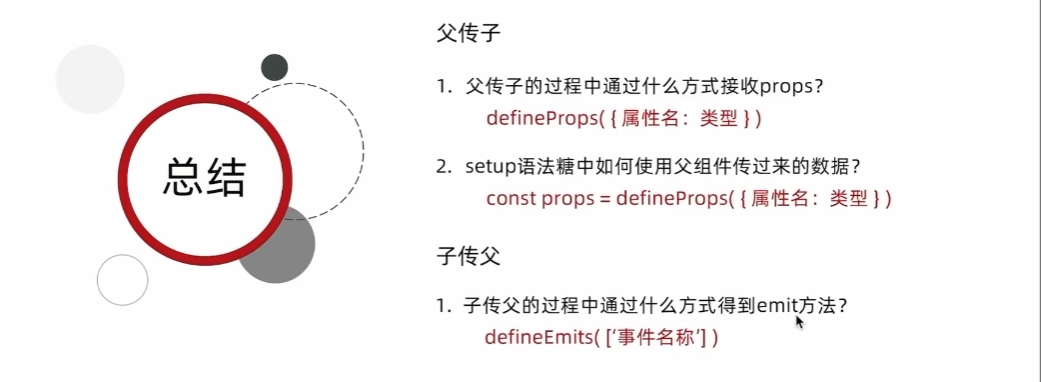 总结
父传子
1. 父传子的过程中通过什么方式接收props？
defineProps( { 属性名：类型 } )
2. setup语法糖中如何使用父组件传过来的数据？
const props = defineProps( { 属性名：类型 } )
子传父
1. 子传父的过程中通过什么方式得到emit方法？
defineEmits( [‘事件名称’] )